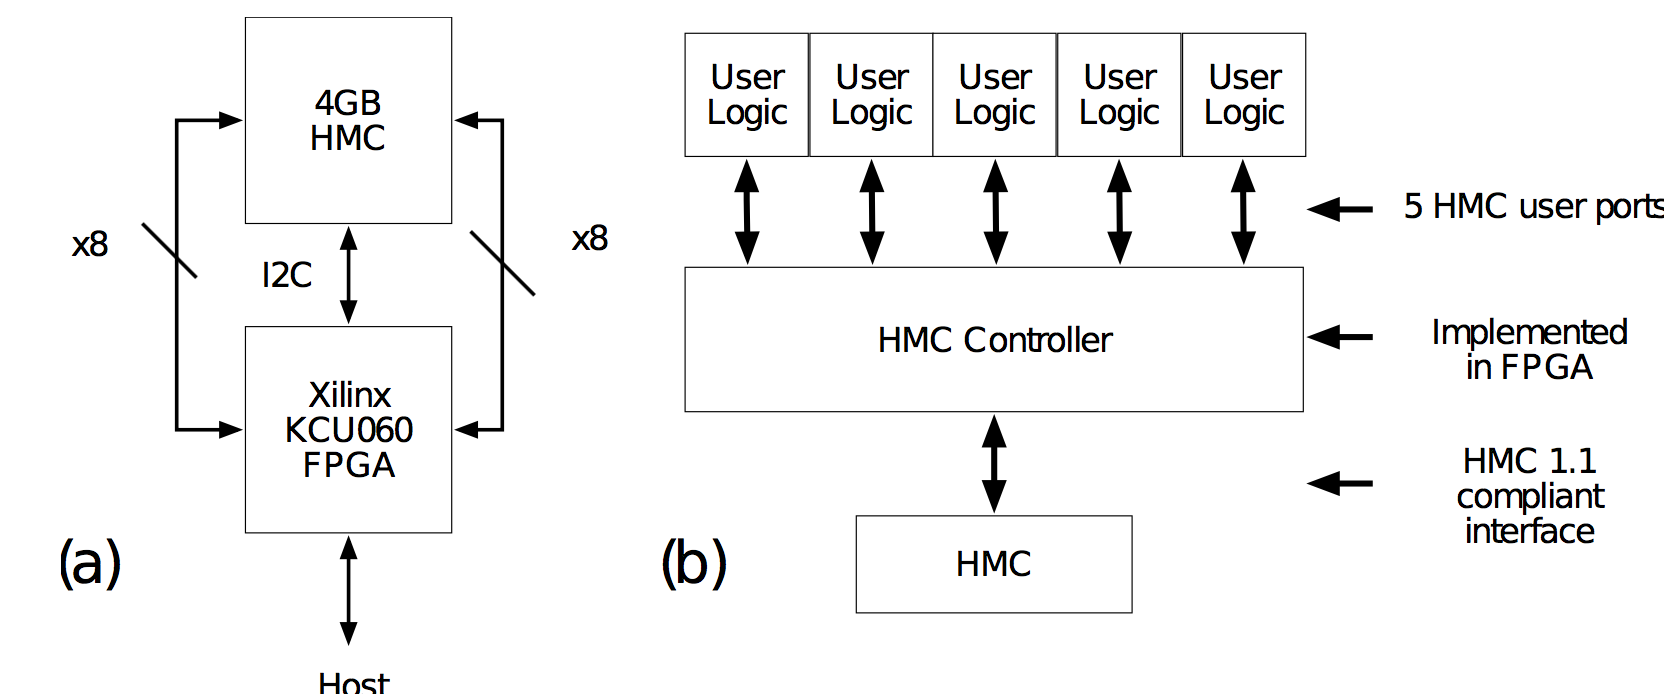 4GB
HMC
x8
x8
I2C
Xilinx
KCU060
FPGA
(a)
Host
User
Logic
User
Logic
User
Logic
User
Logic
User
Logic
5 HMC user ports
HMC Controller
Implemented
in FPGA
HMC 1.1
compliant
interface
(b)
HMC